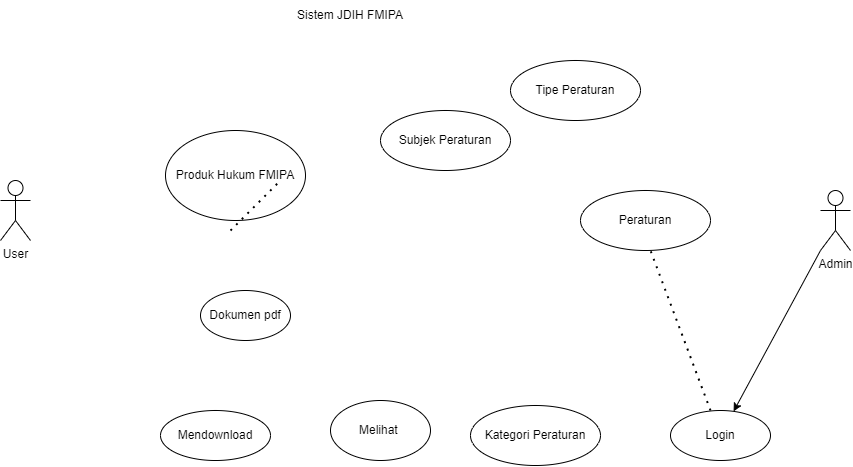 Sistem JDIH FMIPA
Tipe Peraturan
Subjek Peraturan
Produk Hukum FMIPA
Peraturan
User
Admin
Dokumen pdf
Mendownload
Melihat
Kategori Peraturan
Login